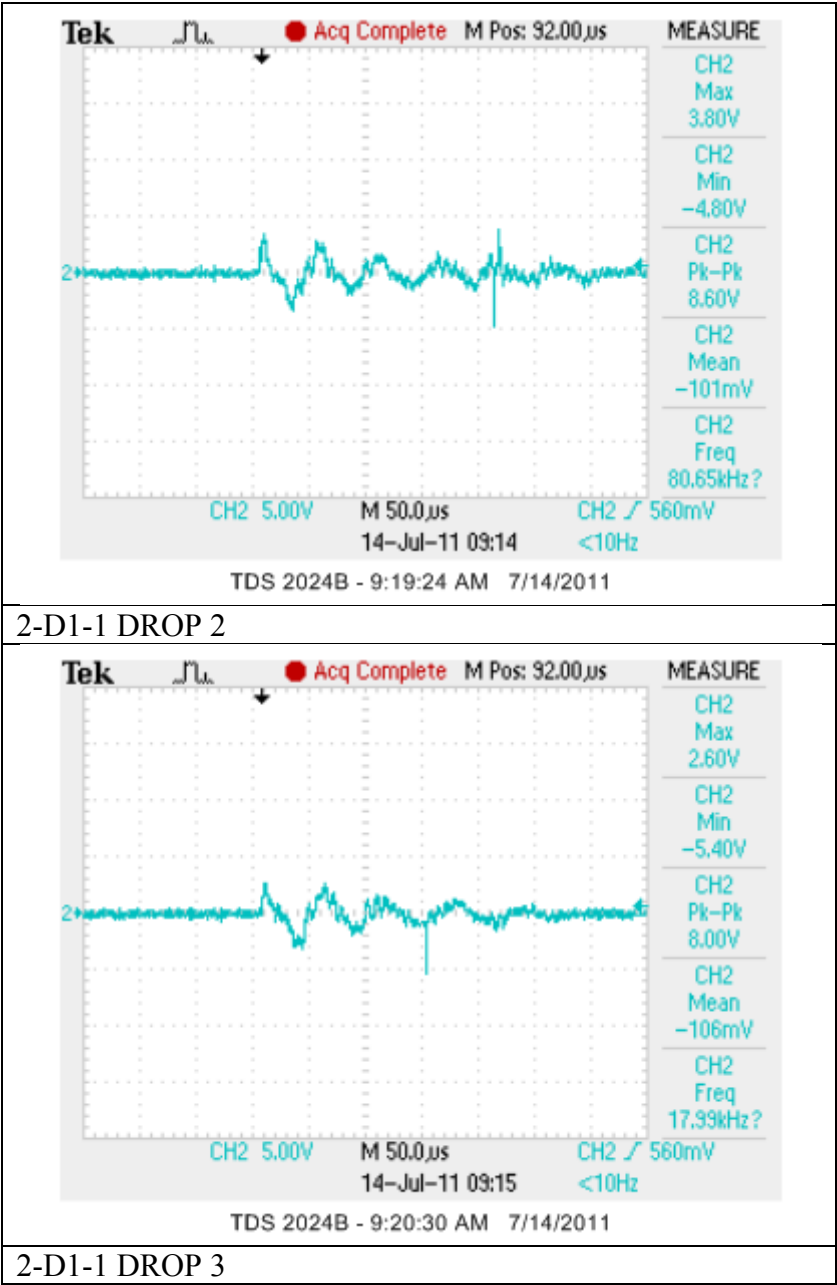 Tek Acq Complete M Pos: 92.00µs MEASURE
CH2
Max
3.80V
CH2
Min
−4.80V
CH2
Pk−Pk
8.60V
CH2
Mean
−101mV
CH2
Freq
80.65kHz?
2
CH2 5.00V M 50.0µs CH2 560mV
14−Jul−11 09:14 <10Hz
TDS 2024B - 9:19:24 AM 7/14/2011
2-D1-1 DROP 2
Tek Acq Complete M Pos: 92.00µs MEASURE
CH2
Max
2.60V
CH2
Min
−5.40V
CH2
Pk−Pk
8.00V
CH2
Mean
−106mV
CH2
Freq
17.99kHz?
2
CH2 5.00V M 50.0µs CH2 560mV
14−Jul−11 09:15 <10Hz
TDS 2024B - 9:20:30 AM 7/14/2011
2-D1-1 DROP 3